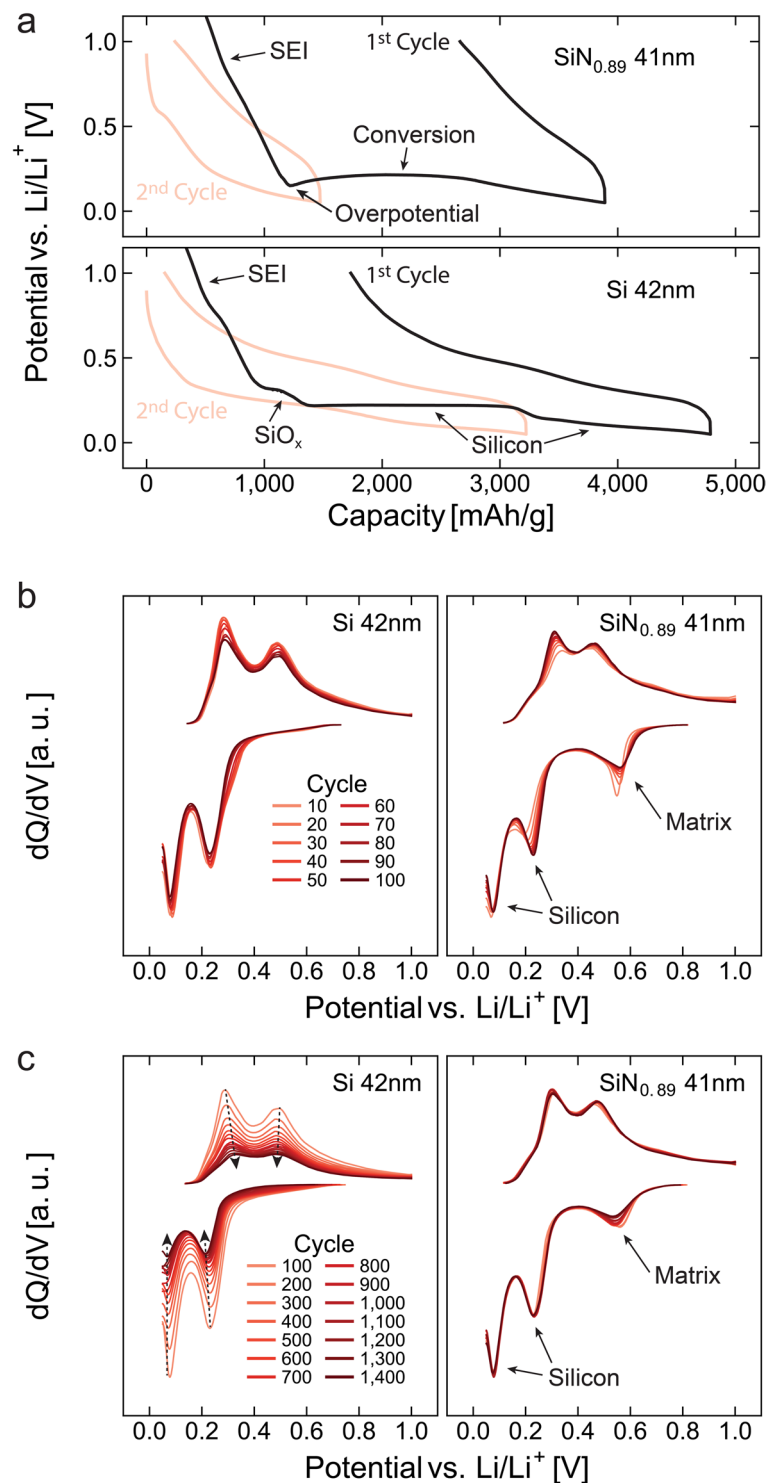 a
1st Cycle
SiN0.89 41nm
SEI
Conversion
2nd Cycle
Overpotential
1.0
0.5
0.0
SEI
1st Cycle
Si 42nm
2nd Cycle
SiOx
Silicon
1.0
0.5
0.0
Potential vs. Li/Li+ [V]
0
1,000
2,000
3,000
4,000
5,000
Capacity [mAh/g]
b
Si 42nm
SiN0.89 41nm
dQ/dV [a. u.]
Cycle
10
20
30
40
50
60
70
80
90
100
Matrix
Silicon
0.0 0.2 0.4 0.6 0.8 1.0
0.0 0.2 0.4 0.6 0.8 1.0
Potential vs. Li/Li+ [V]
c
Si 42nm
SiN0.89 41nm
dQ/dV [a. u.]
Cycle
100
200
300
400
500
600
700
800
900
1,000
1,100
1,200
1,300
1,400
Matrix
Silicon
0.0 0.2 0.4 0.6 0.8 1.0
0.0 0.2 0.4 0.6 0.8 1.0
Potential vs. Li/Li+ [V]